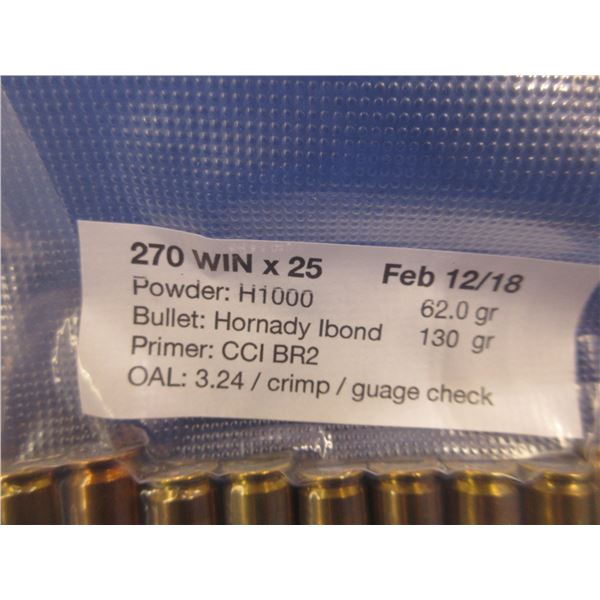 270 WIN x 25 Feb 12/18
Powder: H1000 62.0 gr
Bullet: Hornady Ibond 130 gr
Primer: CCI BR2
OAL: 3.24 / crimp / guage check